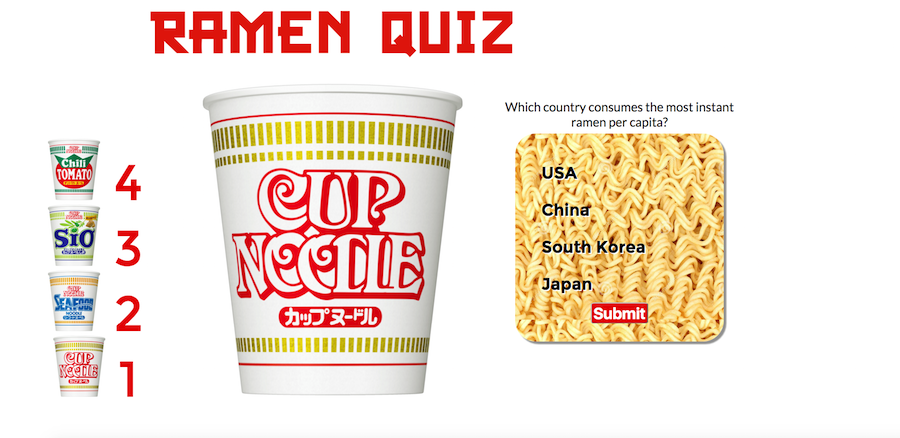 RAMEN QUIZ
Chili
TOMATO
4
SiO
3
SEAFOOD
NOODLE
2
CUP
NOODLE
1
CUP
NOODLE
カップヌードル
Which country consumes the most instant
ramen per capita?
USA
China
South Korea
Japan
Submit